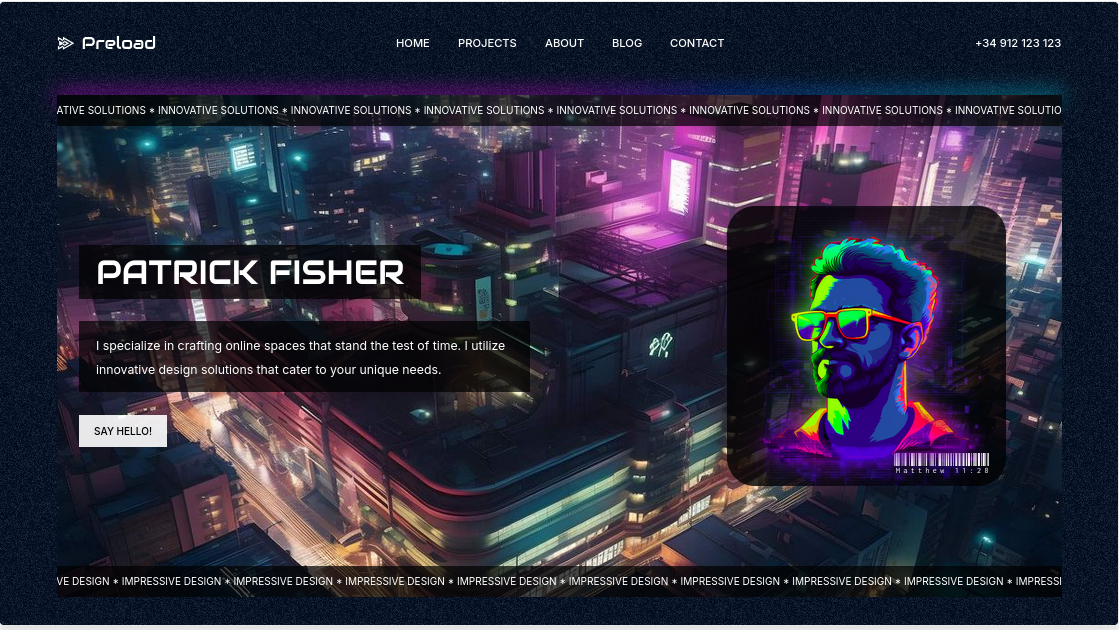 Preload
HOME PROJECTS ABOUT BLOG CONTACT
+34 912 123 123
ATIVE SOLUTIONS * INNOVATIVE SOLUTIONS * INNOVATIVE SOLUTIONS * INNOVATIVE SOLUTIONS * INNOVATIVE SOLUTIONS * INNOVATIVE SOLUTIONS * INNOVATIVE SOLUTIONS * INNOVATIVE SOLUTIO
PATRICK FISHER
I specialize in crafting online spaces that stand the test of time. I utilize
innovative design solutions that cater to your unique needs.
SAY HELLO!
Matthew 11:28
VE DESIGN * IMPRESSIVE DESIGN * IMPRESSIVE DESIGN * IMPRESSIVE DESIGN * IMPRESSIVE DESIGN * IMPRESSIVE DESIGN * IMPRESSIVE DESIGN * IMPRESSIVE DESIGN * IMPRESSIVE DESIGN * IMPRESSI